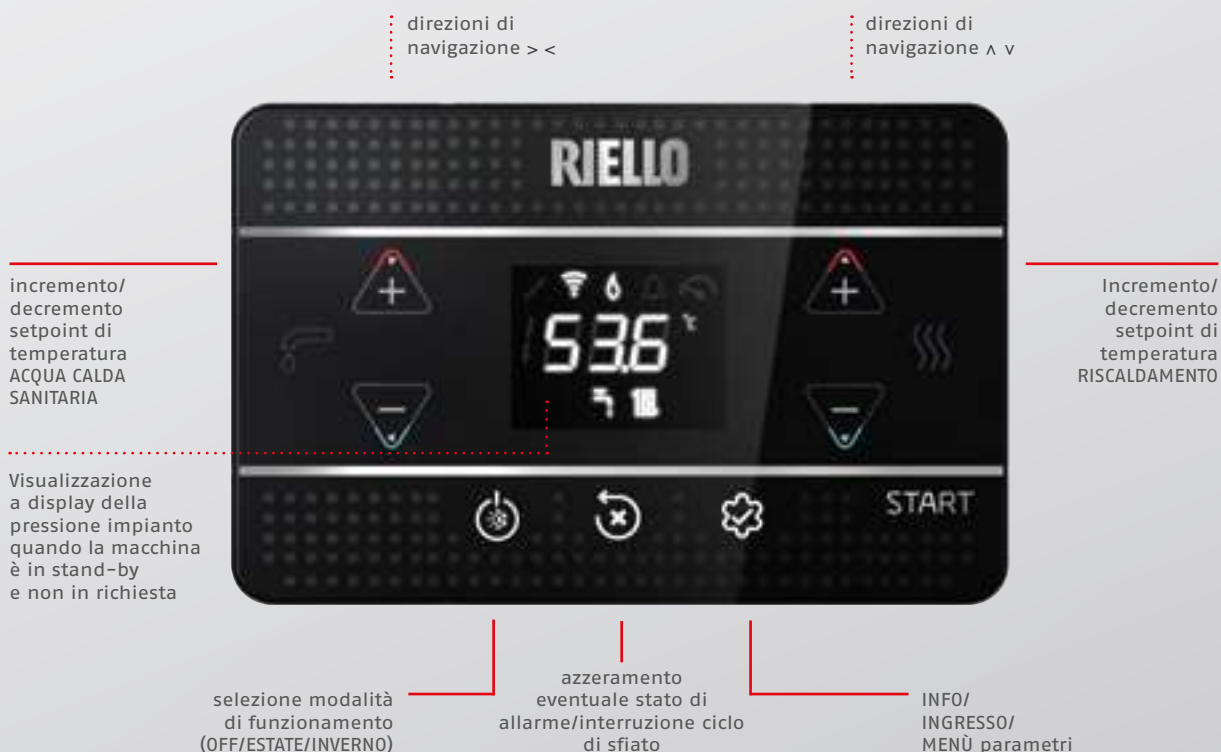 direzioni di
navigazione > <
direzioni di
navigazione ∧ ∨
RIELLO
incremento/
decremento
setpoint di
temperatura
ACQUA CALDA
SANITARIA
53.6 °C
Incremento/
decremento
setpoint di
temperatura
RISCALDAMENTO
Visualizzazione
a display della
pressione impianto
quando la macchina
è in stand-by
e non in richiesta
START
selezione modalità
di funzionamento
(OFF/ESTATE/INVERNO)
azzeramento
eventuale stato di
allarme/interruzione ciclo
di sfiato
INFO/
INGRESSO/
MENÙ parametri